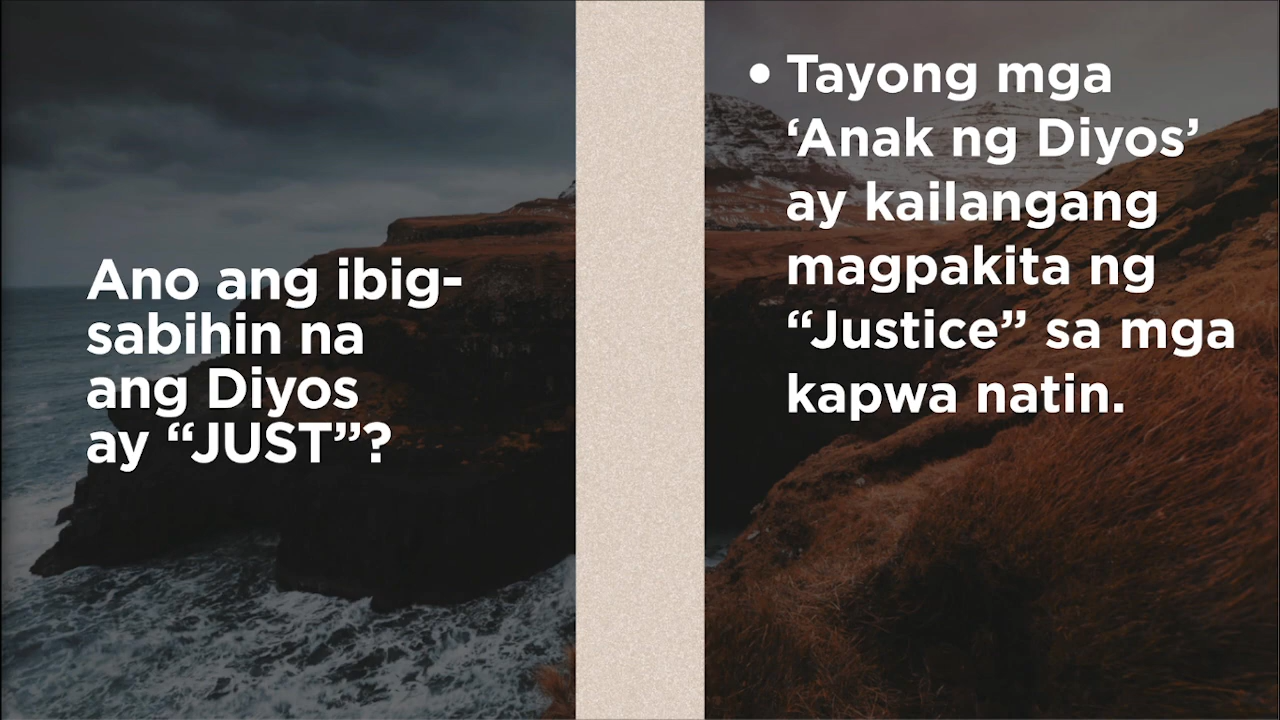 Ano ang ibig-
sabihin na
ang Diyos
ay “JUST”?
• Tayong mga
‘Anak ng Diyos’
ay kailangang
magpakita ng
“Justice” sa mga
kapwa natin.